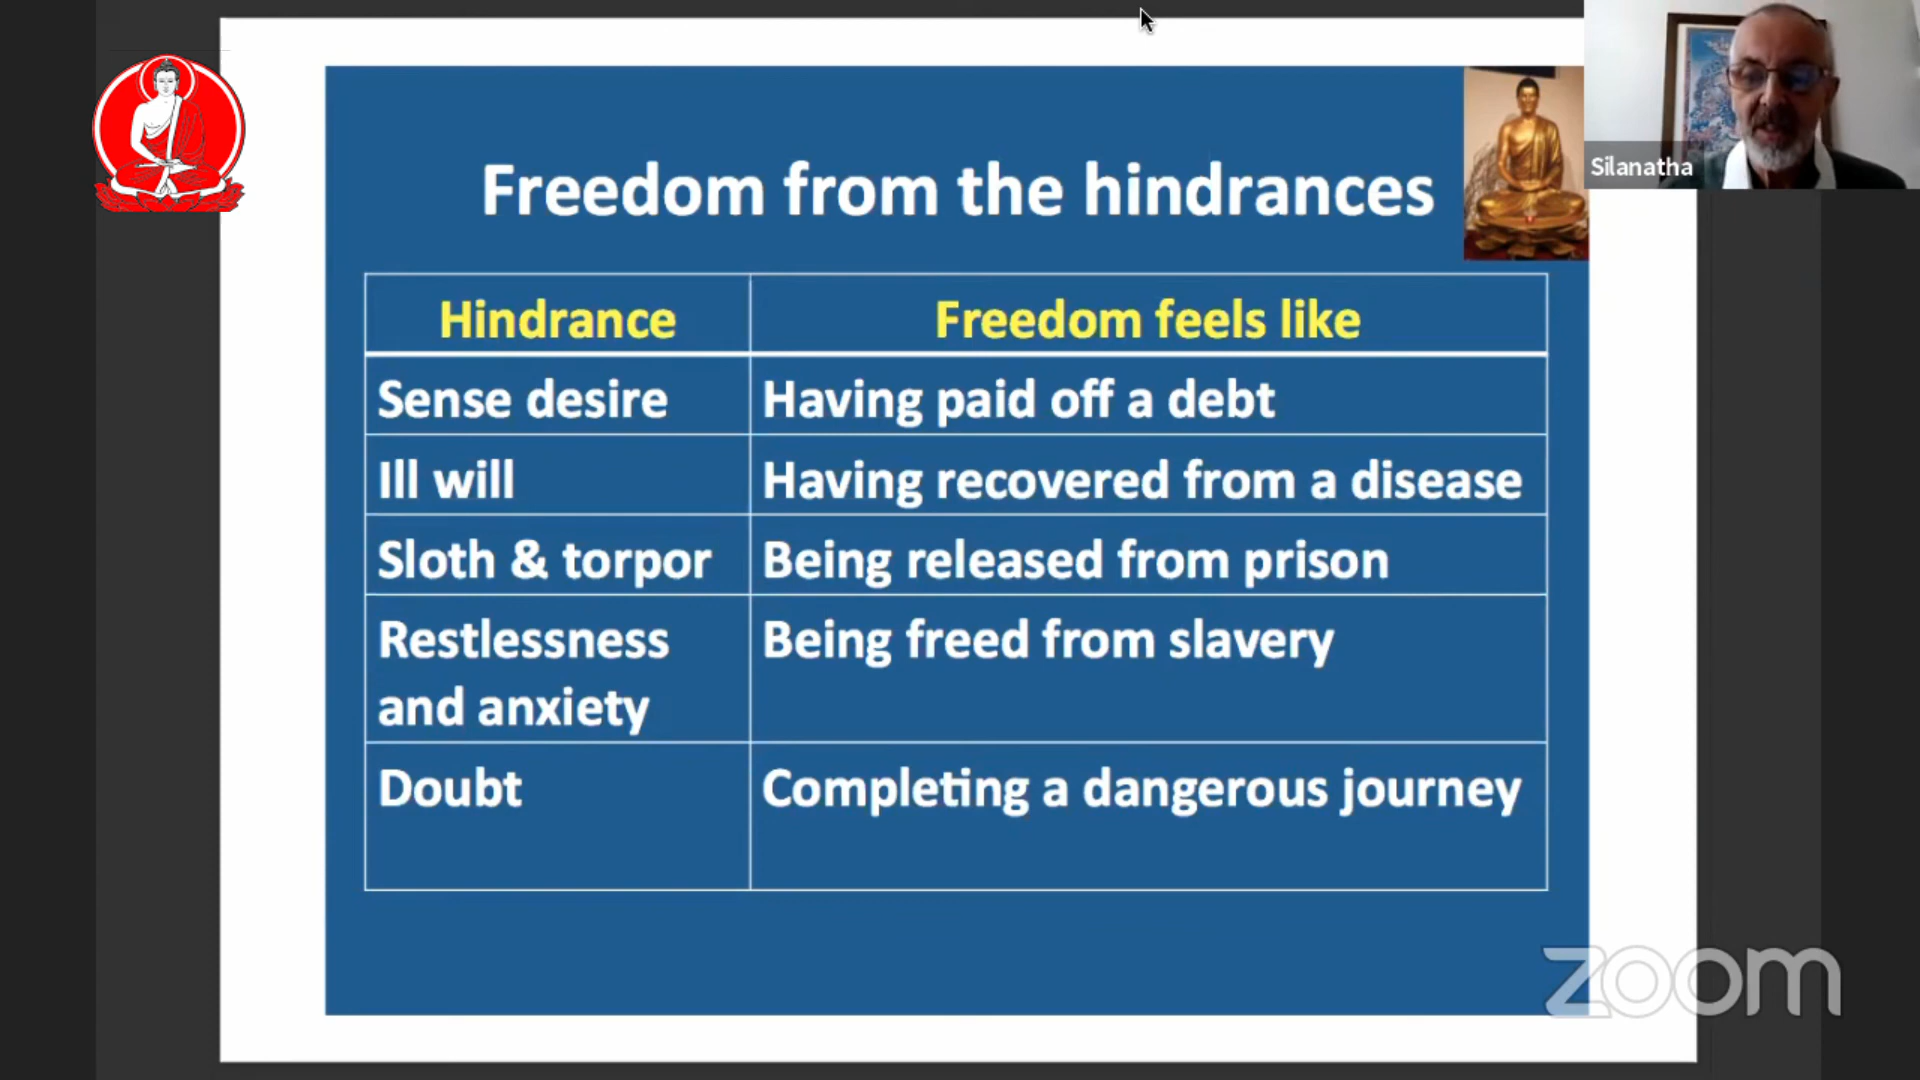 Freedom from the hindrances
Silanatha
Hindrance
Freedom feels like
Sense desire
Having paid off a debt
Ill will
Having recovered from a disease
Sloth & torpor
Being released from prison
Restlessness
and anxiety
Being freed from slavery
Doubt
Completing a dangerous journey
zoom